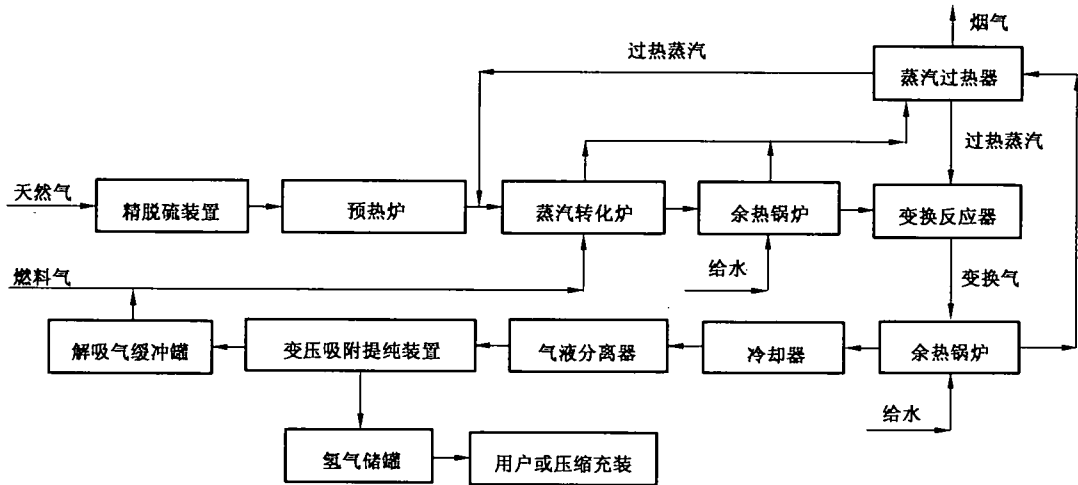 烟气
过热蒸汽
蒸汽过热器
过热蒸汽
天然气
精脱硫装置
预热炉
蒸汽转化炉
余热锅炉
变换反应器
燃料气
给水
变换气
解吸气缓冲罐
变压吸附提纯装置
气液分离器
冷却器
余热锅炉
给水
氢气储罐
用户或压缩充装